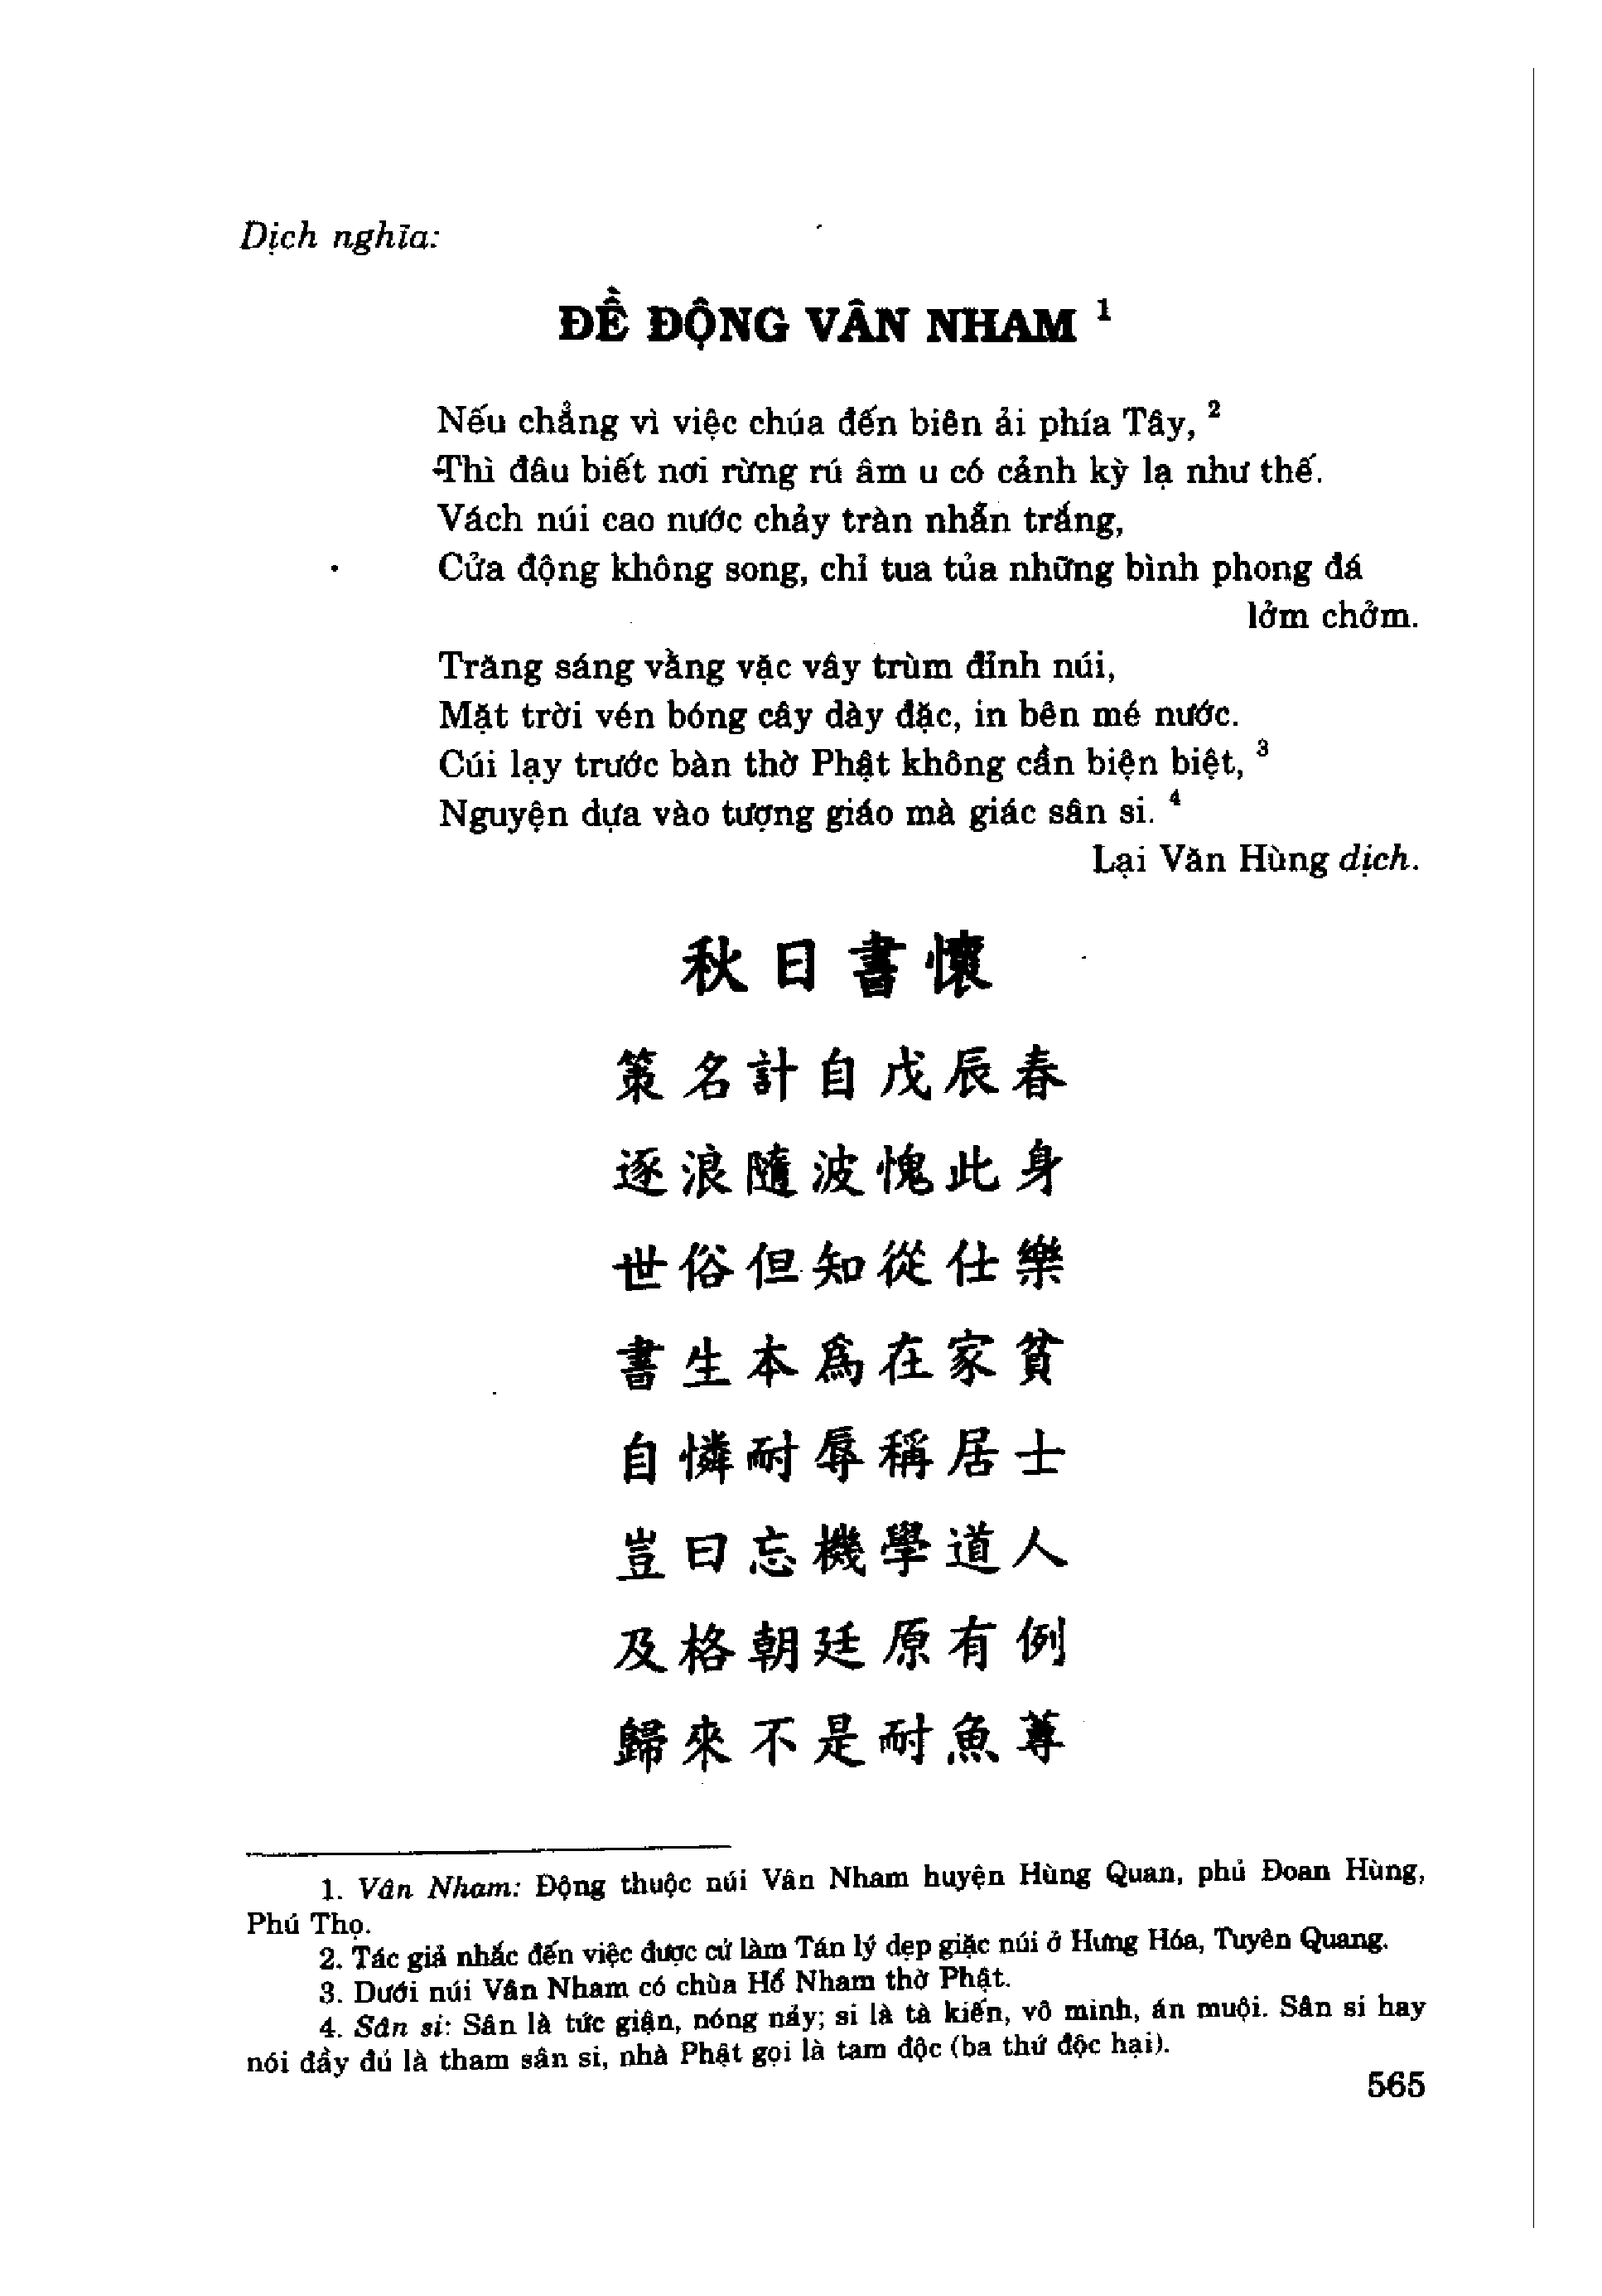 Dịch nghĩa:
ĐỀ ĐỘNG VÂN NHAM ¹
Nếu chẳng vì việc chúa đến biên ải phía Tây, ²
Thì đâu biết nơi rừng rú âm u có cảnh kỳ lạ như thế.
Vách núi cao nước chảy tràn nhẵn trắng,
Cửa động không song, chỉ tua tủa những bình phong đá
lởm chởm.
Trăng sáng vằng vặc vây trùm đỉnh núi,
Mặt trời vén bóng cây dày đặc, in bên mé nước.
Cúi lạy trước bàn thờ Phật không cần biện biệt, ³
Nguyện dựa vào tượng giáo mà giác sân si. ⁴
Lại Văn Hùng dịch.
秋日書懷
策名計自戊辰春
逐浪隨波愧此身
世俗但知從仕樂
書生本為在家貧
自憐耐辱稱居士
豈曰忘機學道人
及格朝廷原有例
歸來不是耐魚蓴
1. Vân Nham: Động thuộc núi Vân Nham huyện Hùng Quan, phủ Đoan Hùng,
Phú Thọ.
2. Tác giả nhắc đến việc được cử làm Tán lý dẹp giặc núi ở Hưng Hóa, Tuyên Quang.
3. Dưới núi Vân Nham có chùa Hổ Nham thờ Phật.
4. Sân si: Sân là tức giận, nóng nảy; si là tà kiến, vô minh, án muội. Sân si hay
nói đầy đủ là tham sân si, nhà Phật gọi là tam độc (ba thứ độc hại).
565